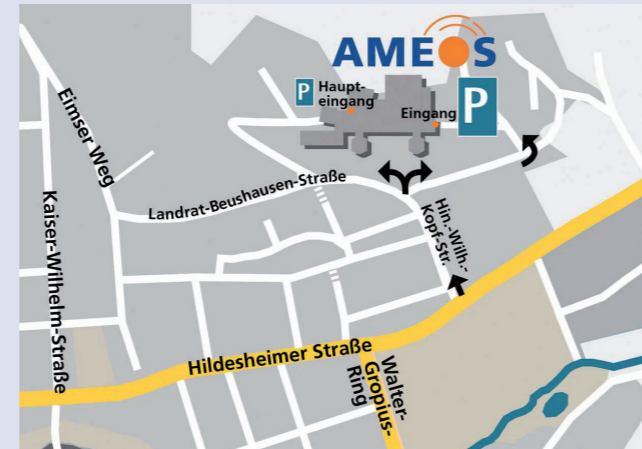 AMEOS
P
Haupt-
eingang
Eingang
P
Eimser Weg
Kaiser-Wilhelm-Straße
Landrat-Beushausen-Straße
Hin.-Wilh.-
Kopf-Str.
Hildesheimer Straße
Walter-
Gropius-
Ring